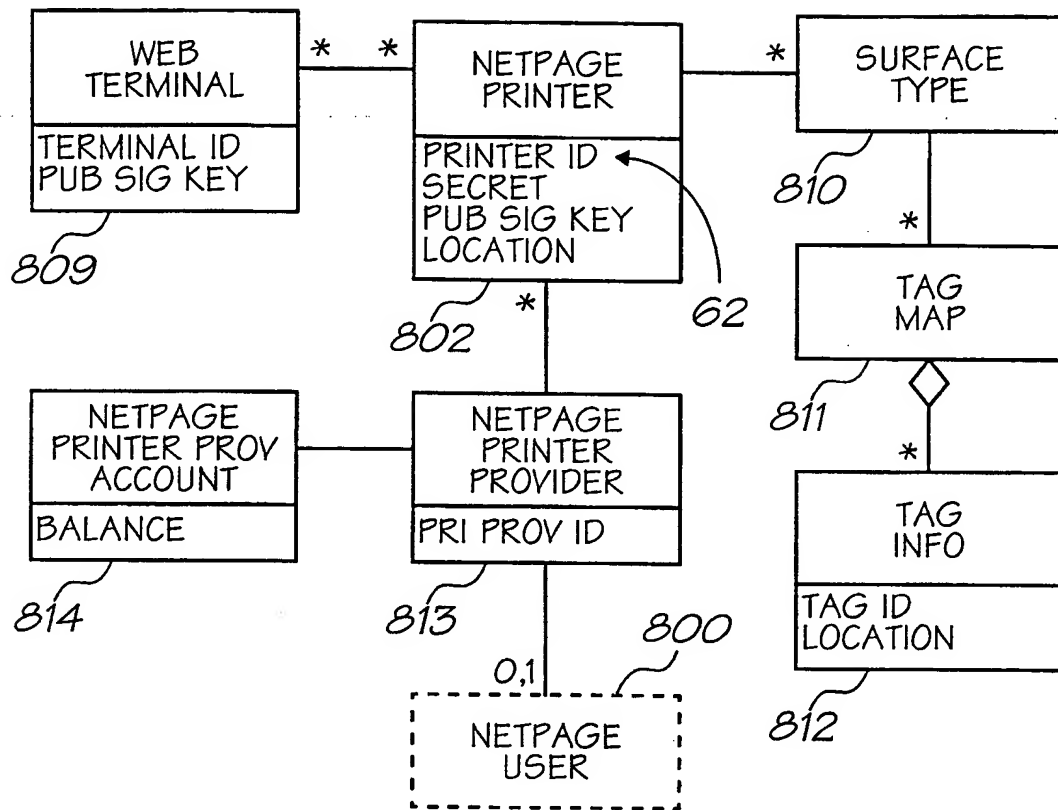 WEB
TERMINAL
TERMINAL ID
PUB SIG KEY
809
*
*
NETPAGE
PRINTER
PRINTER ID
SECRET
PUB SIG KEY
LOCATION
802
62
*
*
SURFACE
TYPE
810
*
TAG
MAP
811
*
TAG
INFO
TAG ID
LOCATION
812
NETPAGE
PRINTER PROV
ACCOUNT
BALANCE
814
NETPAGE
PRINTER
PROVIDER
PRI PROV ID
813
0,1
800
NETPAGE
USER